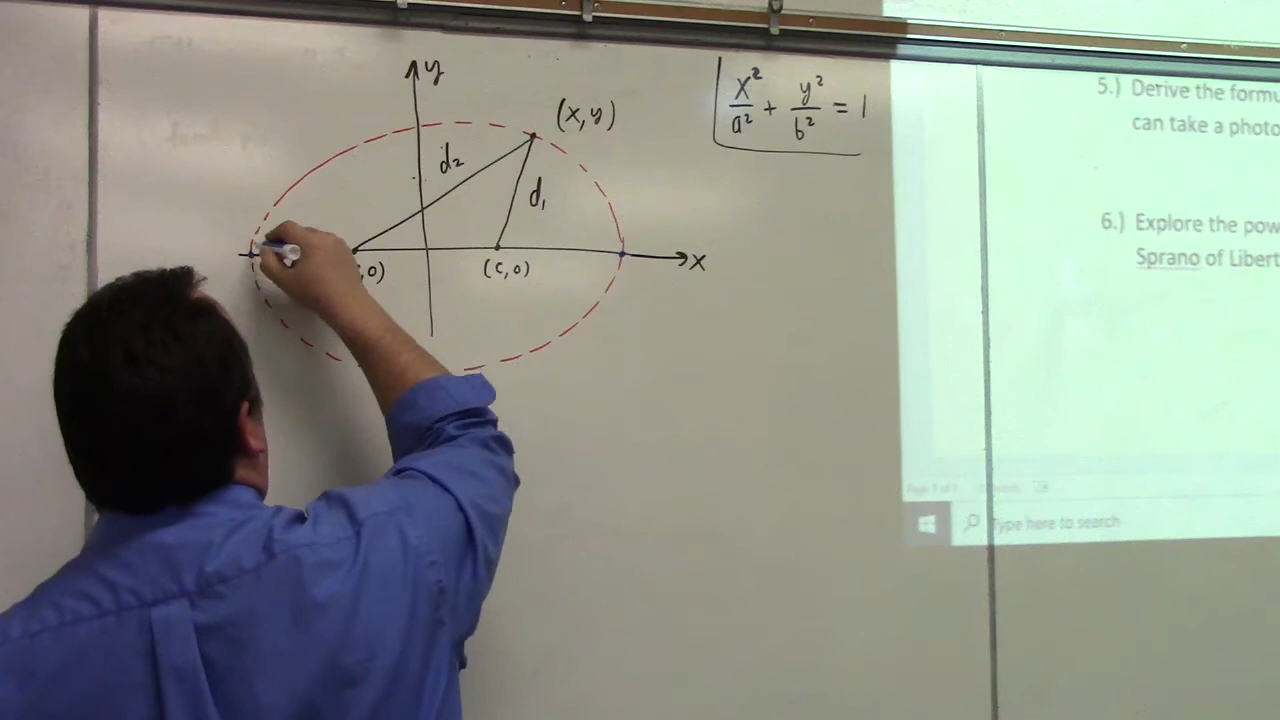 y
(x, y)
d₂
d₁
,0)
(c, 0)
x
x²/a² + y²/b² = 1
5.) Derive the formu
can take a photo
6.) Explore the pow
Sprano of Libert
Type here to search